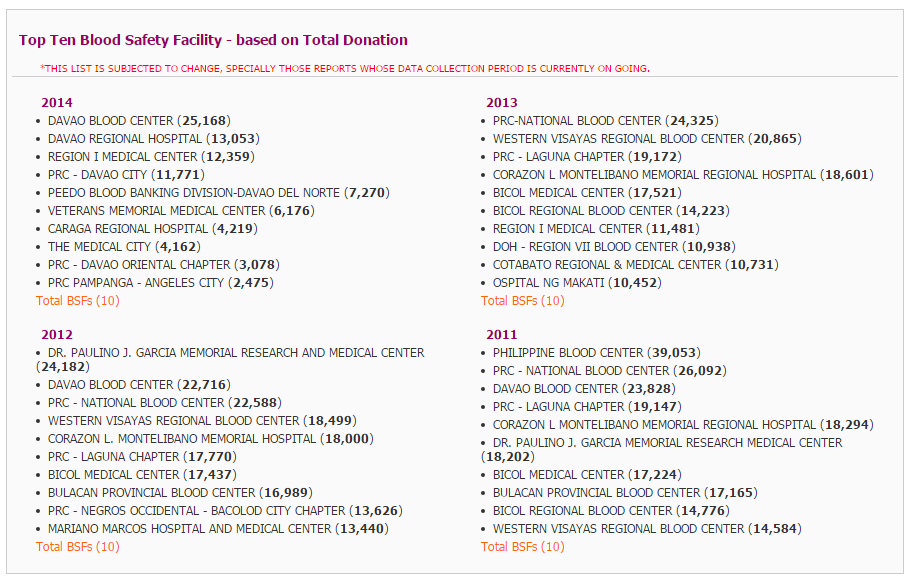 Top Ten Blood Safety Facility - based on Total Donation
*THIS LIST IS SUBJECTED TO CHANGE, SPECIALLY THOSE REPORTS WHOSE DATA COLLECTION PERIOD IS CURRENTLY ON GOING.
2014
• DAVAO BLOOD CENTER (25,168)
• DAVAO REGIONAL HOSPITAL (13,053)
• REGION I MEDICAL CENTER (12,359)
• PRC - DAVAO CITY (11,771)
• PEEDO BLOOD BANKING DIVISION-DAVAO DEL NORTE (7,270)
• VETERANS MEMORIAL MEDICAL CENTER (6,176)
• CARAGA REGIONAL HOSPITAL (4,219)
• THE MEDICAL CITY (4,162)
• PRC - DAVAO ORIENTAL CHAPTER (3,078)
• PRC PAMPANGA - ANGELES CITY (2,475)
Total BSFs (10)
2013
• PRC-NATIONAL BLOOD CENTER (24,325)
• WESTERN VISAYAS REGIONAL BLOOD CENTER (20,865)
• PRC - LAGUNA CHAPTER (19,172)
• CORAZON L MONTELIBANO MEMORIAL REGIONAL HOSPITAL (18,601)
• BICOL MEDICAL CENTER (17,521)
• BICOL REGIONAL BLOOD CENTER (14,223)
• REGION I MEDICAL CENTER (11,481)
• DOH - REGION VII BLOOD CENTER (10,938)
• COTABATO REGIONAL & MEDICAL CENTER (10,731)
• OSPITAL NG MAKATI (10,452)
Total BSFs (10)
2012
• DR. PAULINO J. GARCIA MEMORIAL RESEARCH AND MEDICAL CENTER
(24,182)
• DAVAO BLOOD CENTER (22,716)
• PRC - NATIONAL BLOOD CENTER (22,588)
• WESTERN VISAYAS REGIONAL BLOOD CENTER (18,499)
• CORAZON L. MONTELIBANO MEMORIAL HOSPITAL (18,000)
• PRC - LAGUNA CHAPTER (17,770)
• BICOL MEDICAL CENTER (17,437)
• BULACAN PROVINCIAL BLOOD CENTER (16,989)
• PRC - NEGROS OCCIDENTAL - BACOLOD CITY CHAPTER (13,626)
• MARIANO MARCOS HOSPITAL AND MEDICAL CENTER (13,440)
Total BSFs (10)
2011
• PHILIPPINE BLOOD CENTER (39,053)
• PRC - NATIONAL BLOOD CENTER (26,092)
• DAVAO BLOOD CENTER (23,828)
• PRC - LAGUNA CHAPTER (19,147)
• CORAZON L MONTELIBANO MEMORIAL REGIONAL HOSPITAL (18,294)
• DR. PAULINO J. GARCIA MEMORIAL RESEARCH MEDICAL CENTER
(18,202)
• BICOL MEDICAL CENTER (17,224)
• BULACAN PROVINCIAL BLOOD CENTER (17,165)
• BICOL REGIONAL BLOOD CENTER (14,776)
• WESTERN VISAYAS REGIONAL BLOOD CENTER (14,584)
Total BSFs (10)